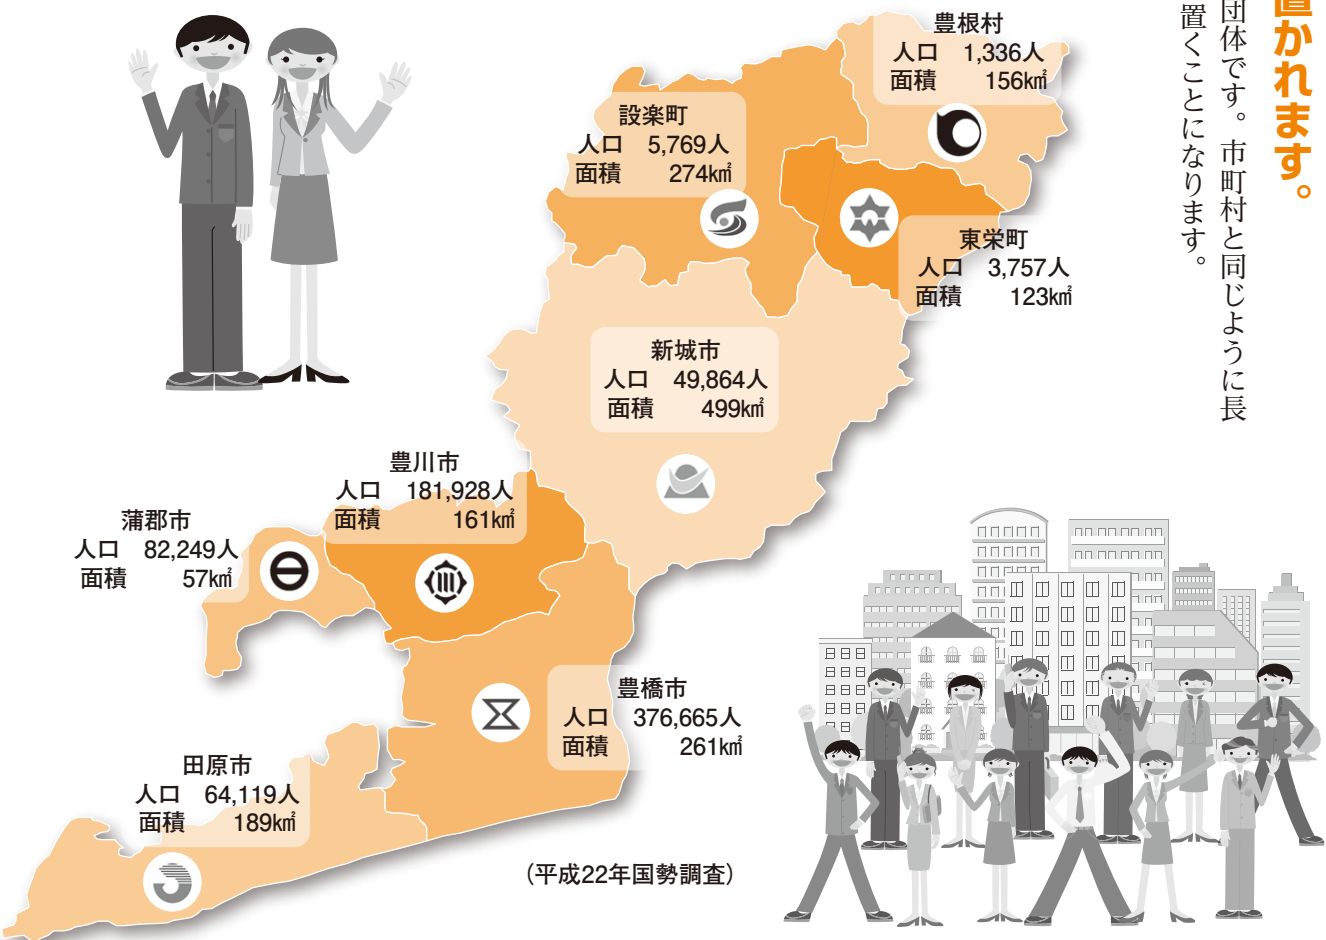 置かれます。
団体です。市町村と同じように長
置くことになります。
豊根村
人口 1,336人
面積 156k㎡
設楽町
人口 5,769人
面積 274k㎡
東栄町
人口 3,757人
面積 123k㎡
新城市
人口 49,864人
面積 499k㎡
豊川市
人口 181,928人
面積 161k㎡
蒲郡市
人口 82,249人
面積 57k㎡
豊橋市
人口 376,665人
面積 261k㎡
田原市
人口 64,119人
面積 189k㎡
（平成22年国勢調査）